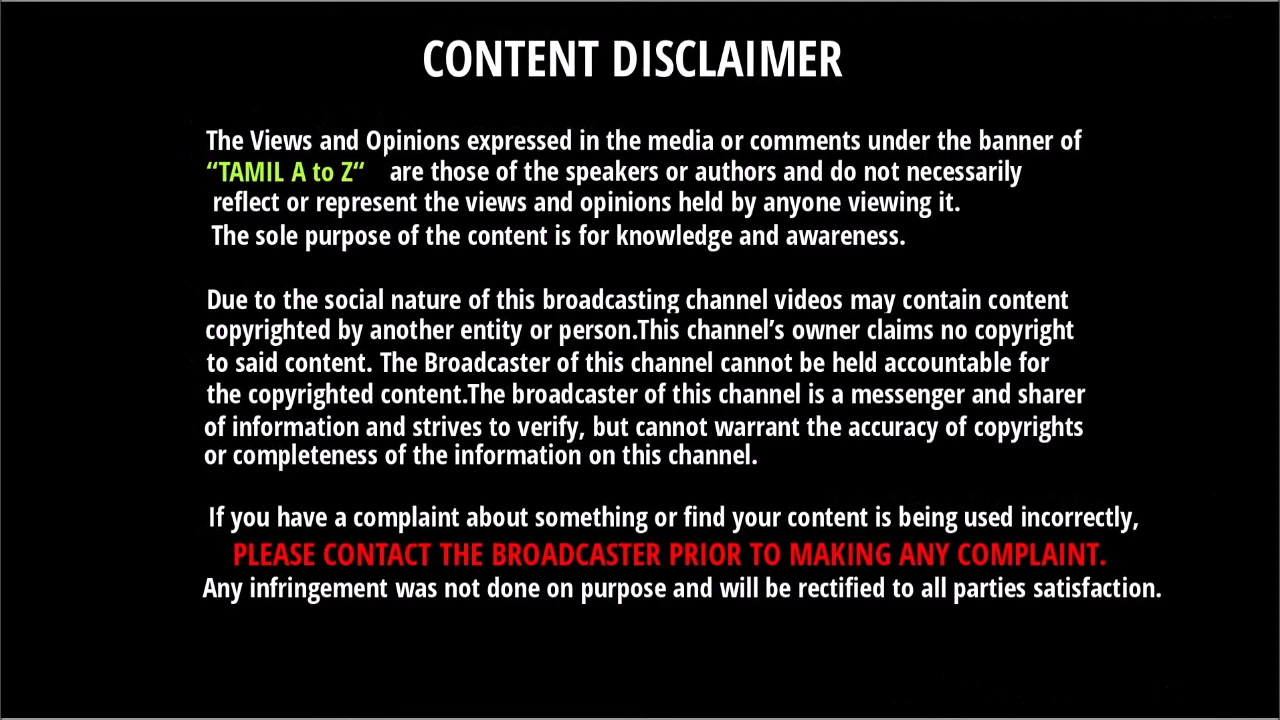 CONTENT DISCLAIMER
The Views and Opinions expressed in the media or comments under the banner of
“TAMIL A to Z“ are those of the speakers or authors and do not necessarily
reflect or represent the views and opinions held by anyone viewing it.
The sole purpose of the content is for knowledge and awareness.
Due to the social nature of this broadcasting channel videos may contain content
copyrighted by another entity or person.This channel’s owner claims no copyright
to said content. The Broadcaster of this channel cannot be held accountable for
the copyrighted content.The broadcaster of this channel is a messenger and sharer
of information and strives to verify, but cannot warrant the accuracy of copyrights
or completeness of the information on this channel.
If you have a complaint about something or find your content is being used incorrectly,
PLEASE CONTACT THE BROADCASTER PRIOR TO MAKING ANY COMPLAINT.
Any infringement was not done on purpose and will be rectified to all parties satisfaction.